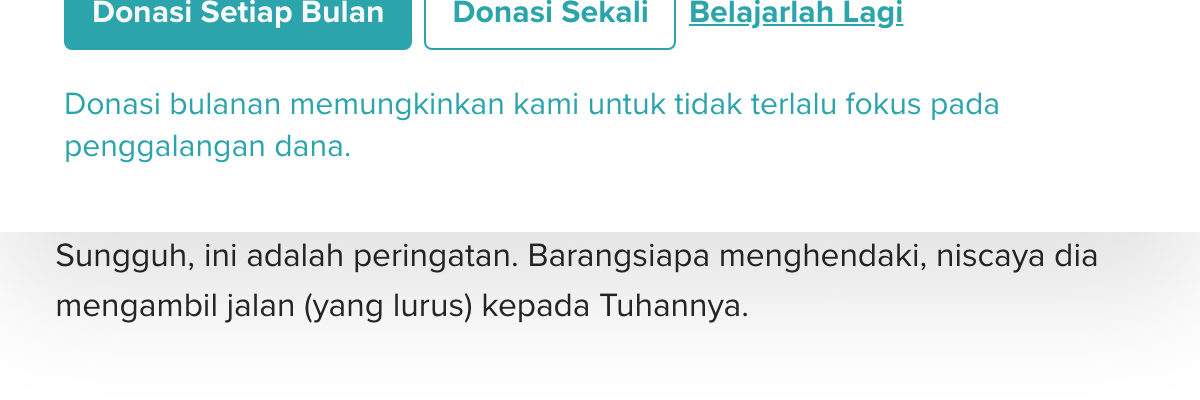 Donasi Setiap Bulan Donasi Sekali Belajarlah Lagi
Donasi bulanan memungkinkan kami untuk tidak terlalu fokus pada
penggalangan dana.
Sungguh, ini adalah peringatan. Barangsiapa menghendaki, niscaya dia
mengambil jalan (yang lurus) kepada Tuhannya.